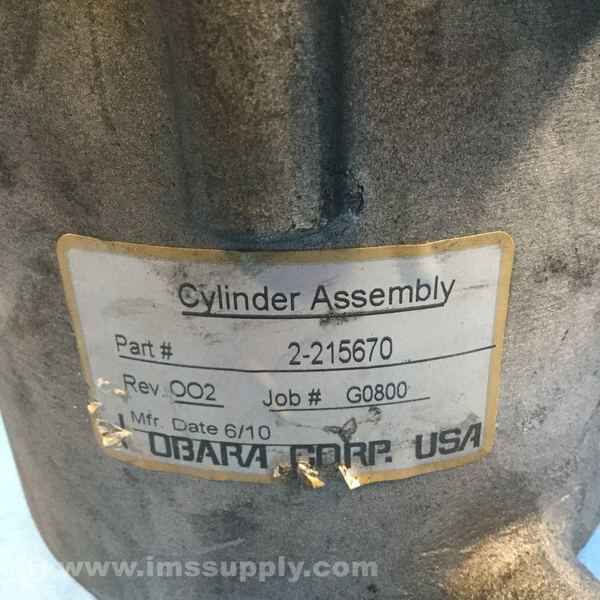 Cylinder Assembly
Part # 2-215670
Rev. OO2 Job # G0800
Mfr. Date 6/10
OBARA CORP. USA
© www.imssupply.com